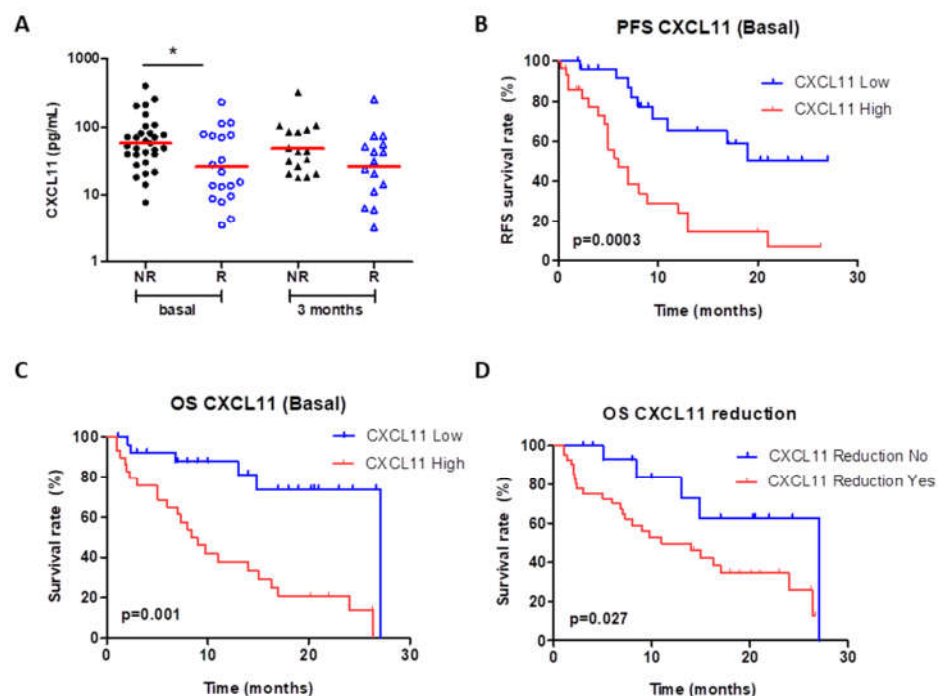 A
*
1000
100
10
1
CXCL11 (pg/mL)
NR R NR R
basal 3 months
B
PFS CXCL11 (Basal)
CXCL11 Low
CXCL11 High
100
80
60
40
20
0
RFS survival rate (%)
p=0.0003
0 10 20 30
Time (months)
C
OS CXCL11 (Basal)
CXCL11 Low
CXCL11 High
100
80
60
40
20
0
Survival rate (%)
p=0.001
0 10 20 30
Time (months)
D
OS CXCL11 reduction
CXCL11 Reduction No
CXCL11 Reduction Yes
100
80
60
40
20
0
Survival rate (%)
p=0.027
0 10 20 30
Time (months)